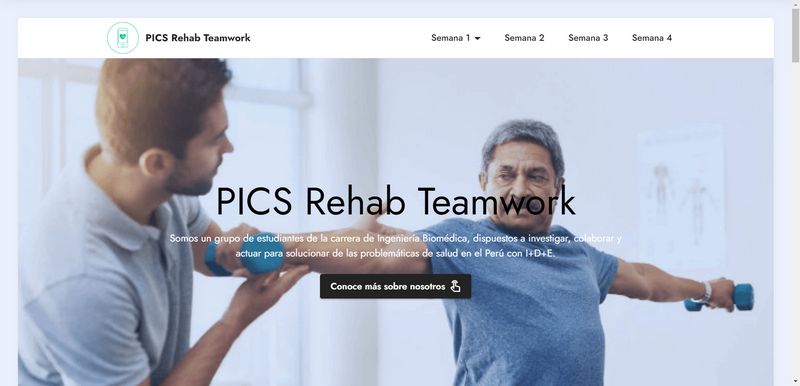 PICS Rehab Teamwork
Semana 1
Semana 2
Semana 3
Semana 4
PICS Rehab Teamwork
Somos un grupo de estudiantes de la carrera de Ingeniería Biomédica, dispuestos a investigar, colaborar y
actuar para solucionar de las problemáticas de salud en el Perú con I+D+E.
Conoce más sobre nosotros